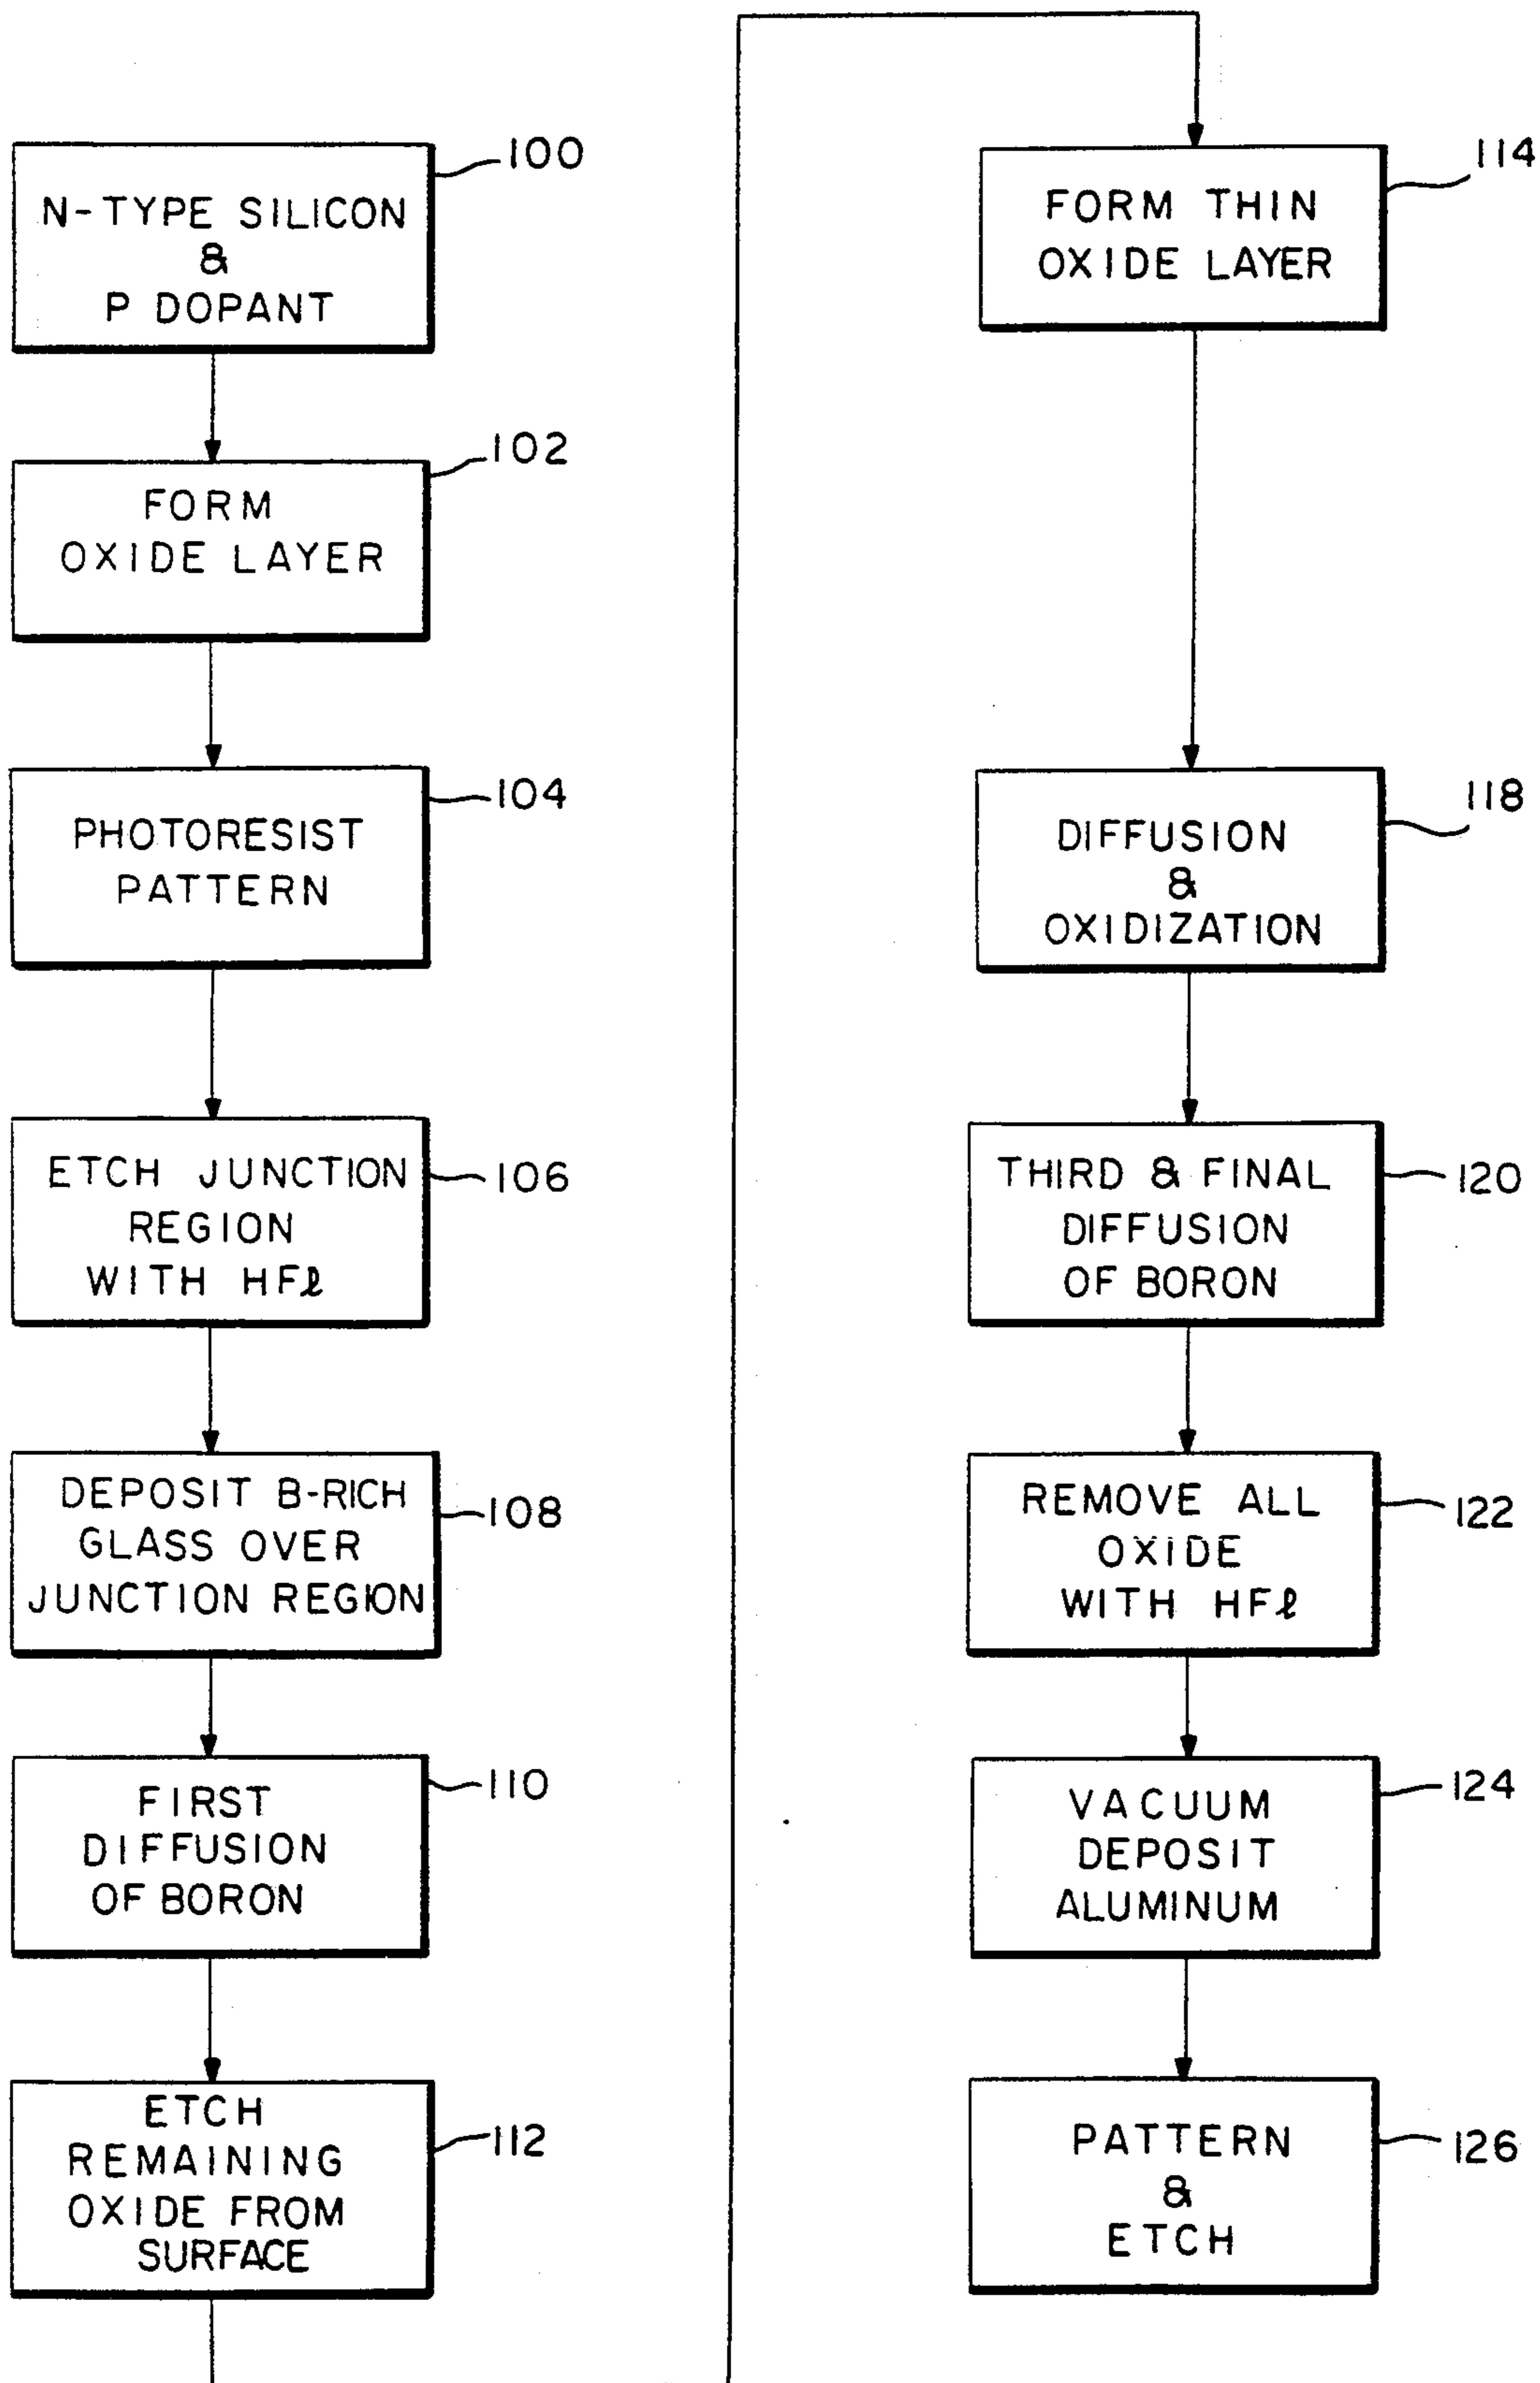 100
N-TYPE SILICON
&
P DOPANT
102
FORM
OXIDE LAYER
104
PHOTORESIST
PATTERN
106
ETCH JUNCTION
REGION
WITH HFℓ
108
DEPOSIT B-RICH
GLASS OVER
JUNCTION REGION
110
FIRST
DIFFUSION
OF BORON
112
ETCH
REMAINING
OXIDE FROM
SURFACE
114
FORM THIN
OXIDE LAYER
118
DIFFUSION
&
OXIDIZATION
120
THIRD & FINAL
DIFFUSION
OF BORON
122
REMOVE ALL
OXIDE
WITH HFℓ
124
VACUUM
DEPOSIT
ALUMINUM
126
PATTERN
&
ETCH